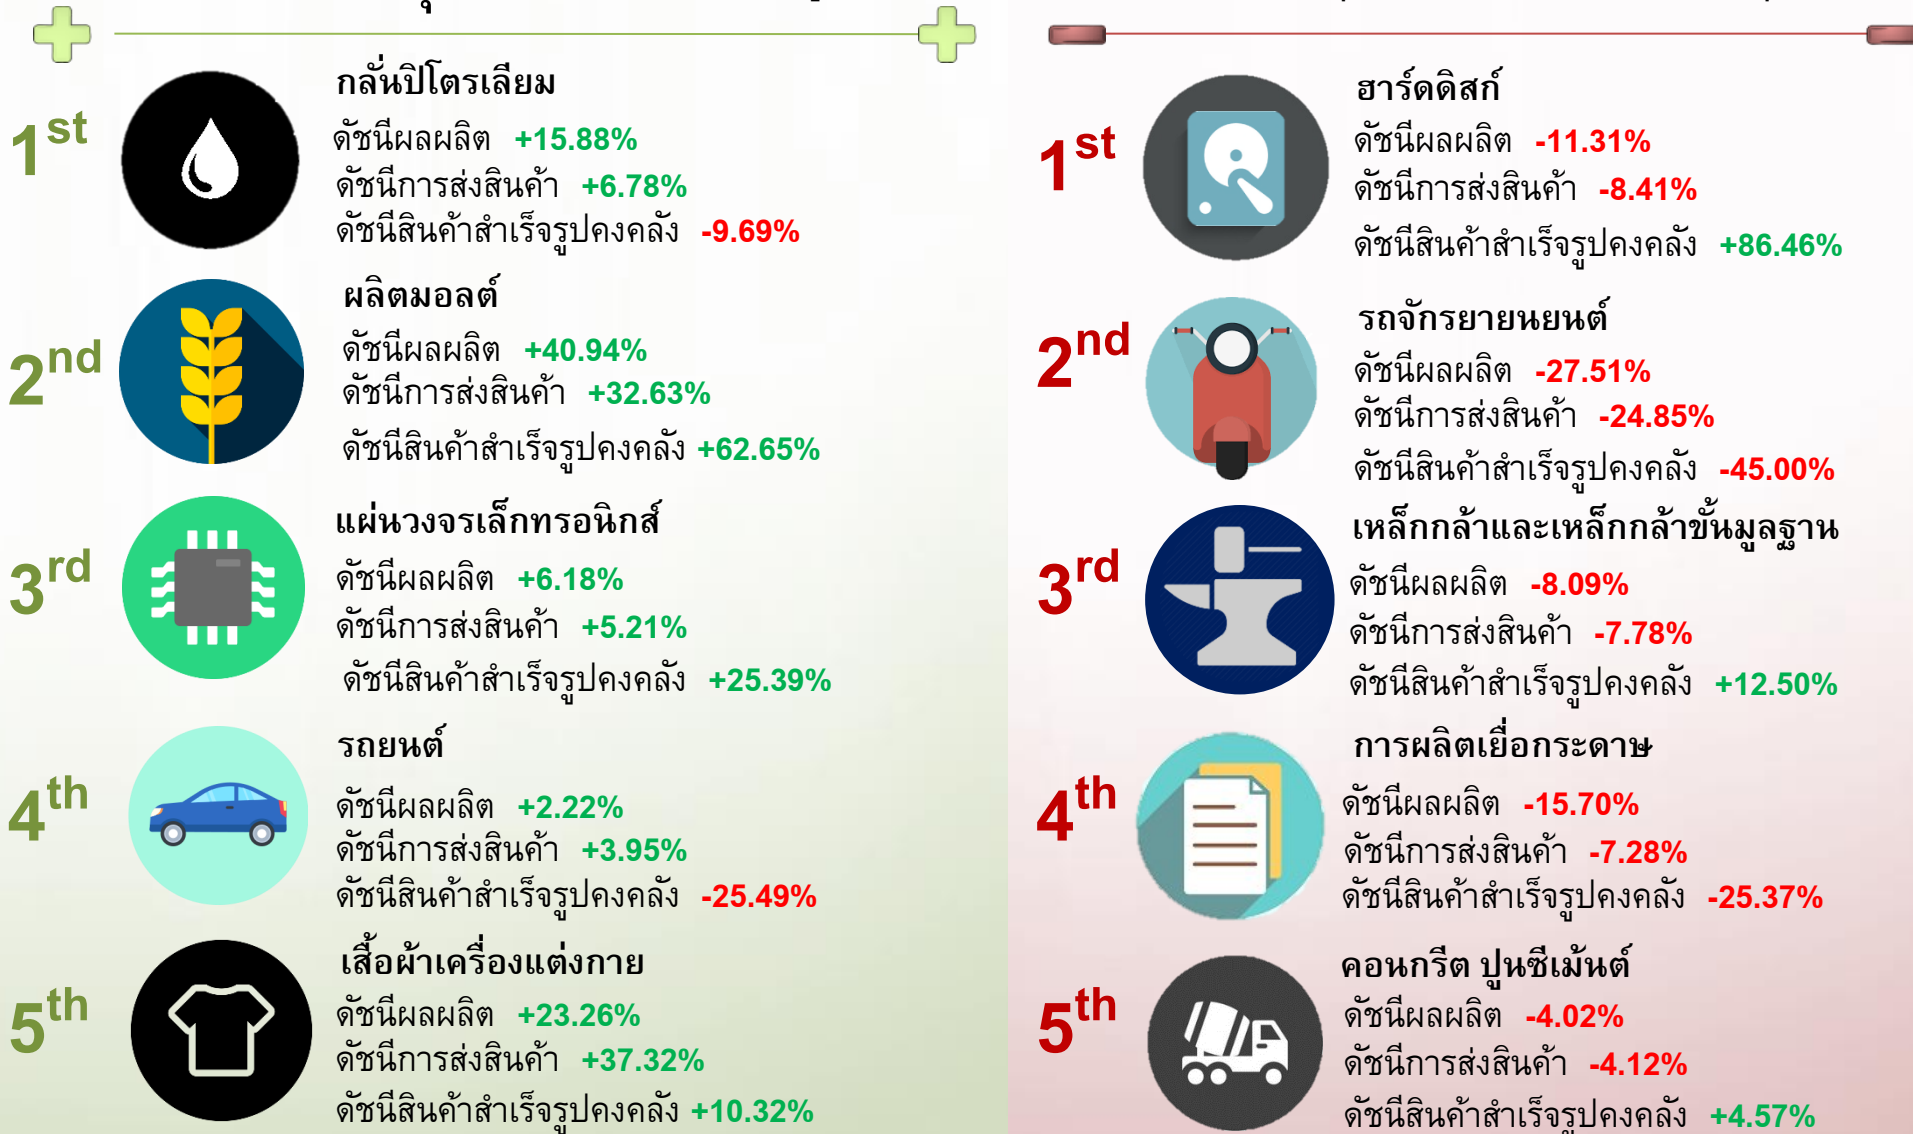 1st
กลั่นปิโตรเลียม
ดัชนีผลผลิต +15.88%
ดัชนีการส่งสินค้า +6.78%
ดัชนีสินค้าสำเร็จรูปคงคลัง -9.69%
2nd
ผลิตมอลต์
ดัชนีผลผลิต +40.94%
ดัชนีการส่งสินค้า +32.63%
ดัชนีสินค้าสำเร็จรูปคงคลัง +62.65%
3rd
แผ่นวงจรเล็กทรอนิกส์
ดัชนีผลผลิต +6.18%
ดัชนีการส่งสินค้า +5.21%
ดัชนีสินค้าสำเร็จรูปคงคลัง +25.39%
4th
รถยนต์
ดัชนีผลผลิต +2.22%
ดัชนีการส่งสินค้า +3.95%
ดัชนีสินค้าสำเร็จรูปคงคลัง -25.49%
5th
เสื้อผ้าเครื่องแต่งกาย
ดัชนีผลผลิต +23.26%
ดัชนีการส่งสินค้า +37.32%
ดัชนีสินค้าสำเร็จรูปคงคลัง +10.32%
1st
ฮาร์ดดิสก์
ดัชนีผลผลิต -11.31%
ดัชนีการส่งสินค้า -8.41%
ดัชนีสินค้าสำเร็จรูปคงคลัง +86.46%
2nd
รถจักรยายนยนต์
ดัชนีผลผลิต -27.51%
ดัชนีการส่งสินค้า -24.85%
ดัชนีสินค้าสำเร็จรูปคงคลัง -45.00%
3rd
เหล็กกล้าและเหล็กกล้าขั้นมูลฐาน
ดัชนีผลผลิต -8.09%
ดัชนีการส่งสินค้า -7.78%
ดัชนีสินค้าสำเร็จรูปคงคลัง +12.50%
4th
การผลิตเยื่อกระดาษ
ดัชนีผลผลิต -15.70%
ดัชนีการส่งสินค้า -7.28%
ดัชนีสินค้าสำเร็จรูปคงคลัง -25.37%
5th
คอนกรีต ปูนซีเม้นต์
ดัชนีผลผลิต -4.02%
ดัชนีการส่งสินค้า -4.12%
ดัชนีสินค้าสำเร็จรูปคงคลัง +4.57%